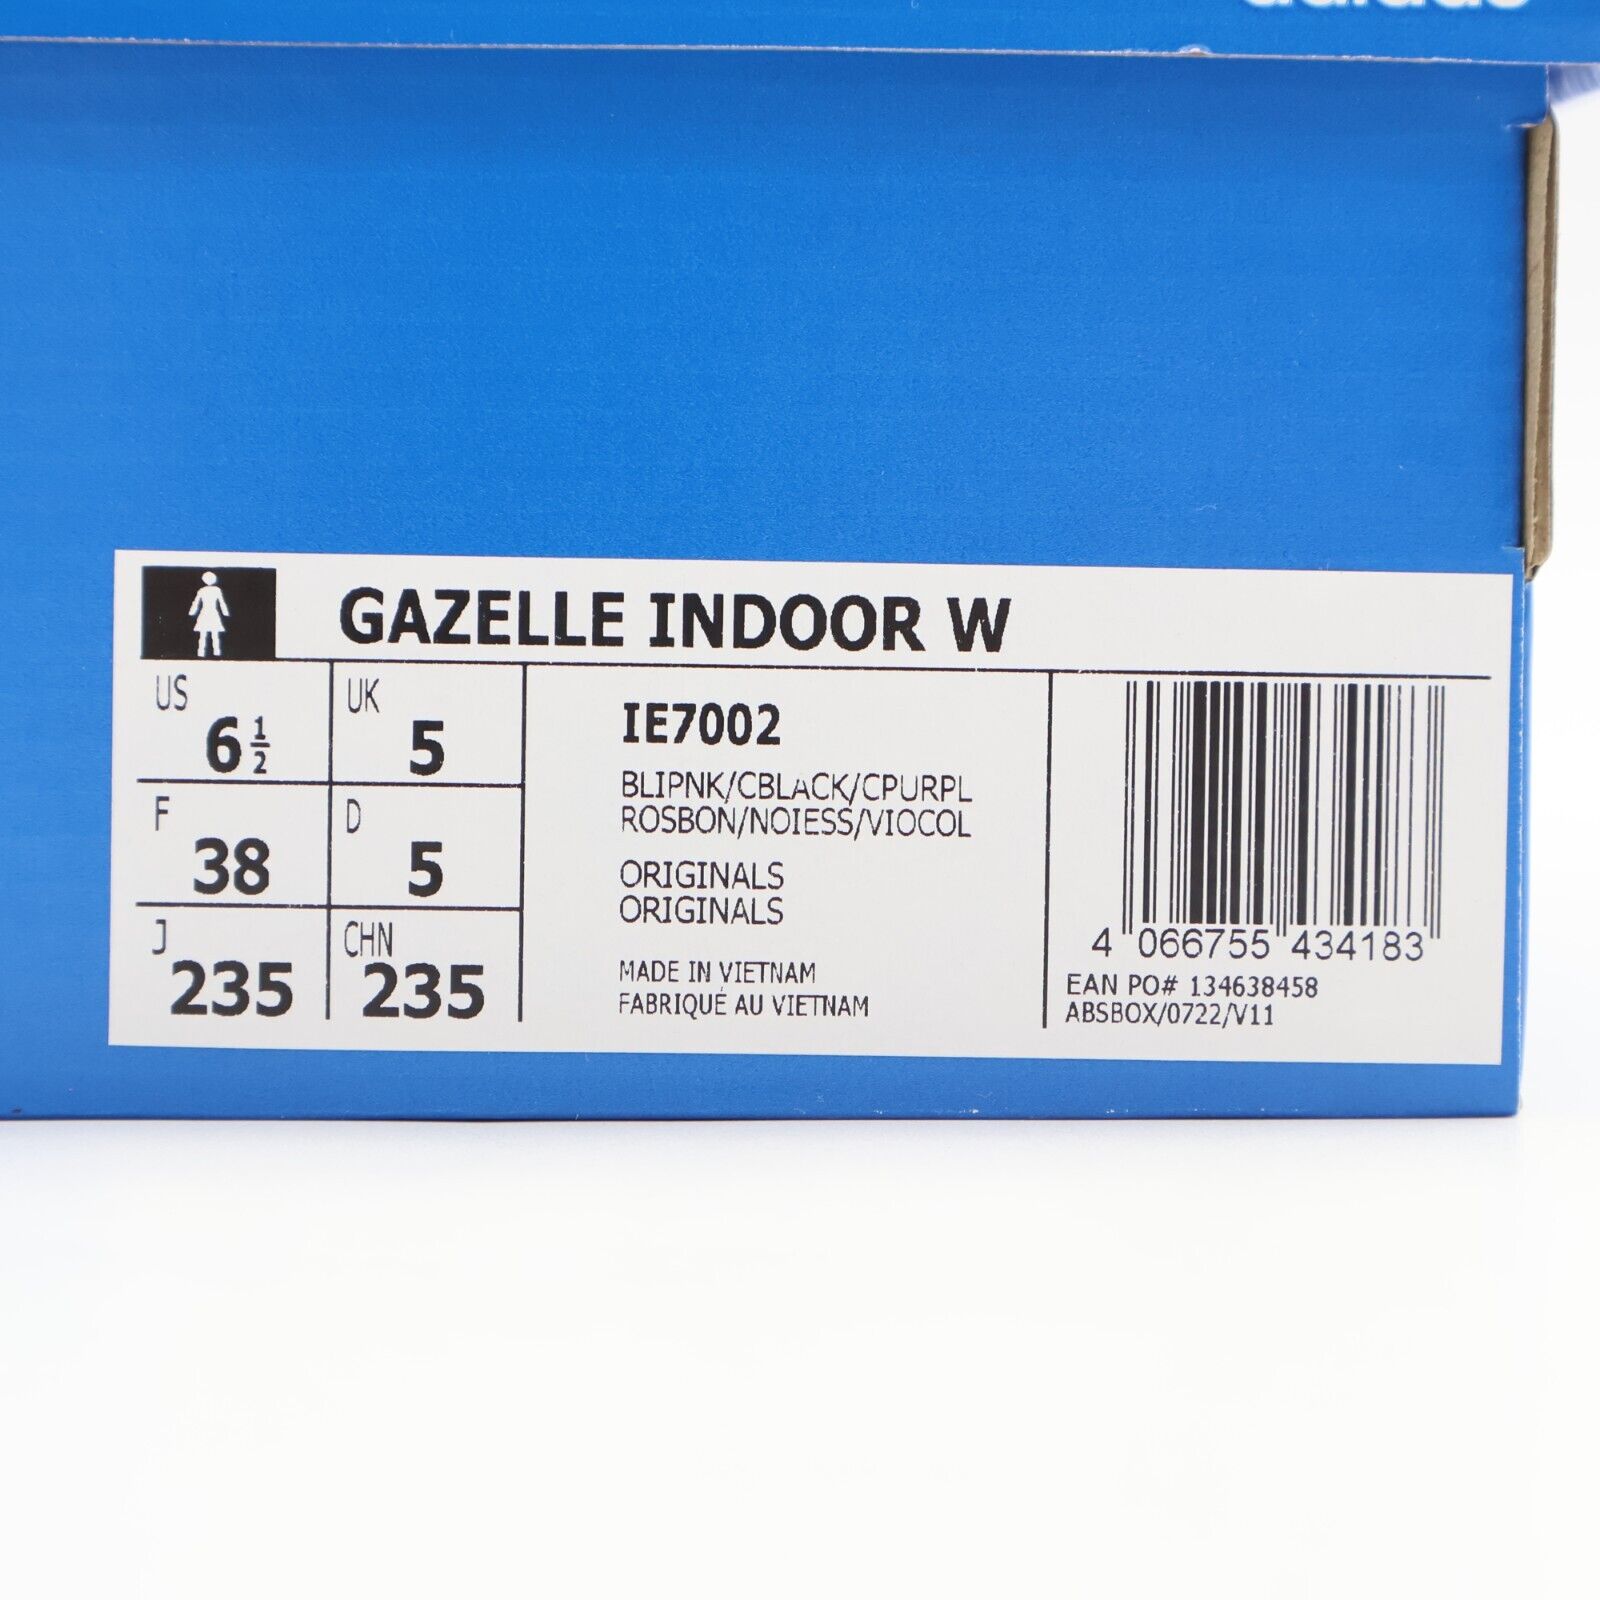 adidas
GAZELLE INDOOR W
US
6 1/2
UK
5
F
38
D
5
J
235
CHN
235
IE7002
BLIPNK/CBLACK/CPURPL
ROSBON/NOIESS/VIOCOL
ORIGINALS
ORIGINALS
MADE IN VIETNAM
FABRIQUÉ AU VIETNAM
4 066755 434183
EAN PO# 134638458
ABSBOX/0722/V11